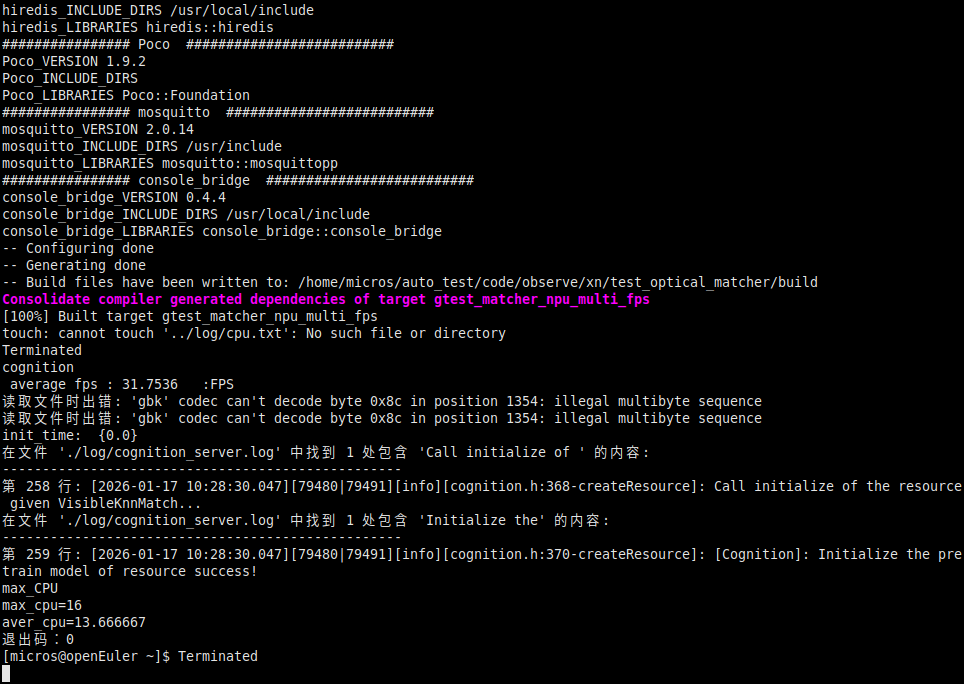 hiredis_INCLUDE_DIRS /usr/local/include
hiredis_LIBRARIES hiredis::hiredis
################ Poco  ##########################
Poco_VERSION 1.9.2
Poco_INCLUDE_DIRS
Poco_LIBRARIES Poco::Foundation
################ mosquitto  ##########################
mosquitto_VERSION 2.0.14
mosquitto_INCLUDE_DIRS /usr/include
mosquitto_LIBRARIES mosquitto::mosquittopp
################ console_bridge  ##########################
console_bridge_VERSION 0.4.4
console_bridge_INCLUDE_DIRS /usr/local/include
console_bridge_LIBRARIES console_bridge::console_bridge
-- Configuring done
-- Generating done
-- Build files have been written to: /home/micros/auto_test/code/observe/xn/test_optical_matcher/build
Consolidate compiler generated dependencies of target gtest_matcher_npu_multi_fps
[100%] Built target gtest_matcher_npu_multi_fps
touch: cannot touch '../log/cpu.txt': No such file or directory
Terminated
cognition
 average fps : 31.7536   :FPS
读取文件时出错: 'gbk' codec can't decode byte 0x8c in position 1354: illegal multibyte sequence
读取文件时出错: 'gbk' codec can't decode byte 0x8c in position 1354: illegal multibyte sequence
init_time:  {0.0}
在文件 './log/cognition_server.log' 中找到 1 处包含 'Call initialize of ' 的内容:
--------------------------------------------------
第 258 行: [2026-01-17 10:28:30.047][79480|79491][info][cognition.h:368-createResource]: Call initialize of the resource
 given VisibleKnnMatch...
在文件 './log/cognition_server.log' 中找到 1 处包含 'Initialize the' 的内容:
--------------------------------------------------
第 259 行: [2026-01-17 10:28:30.047][79480|79491][info][cognition.h:370-createResource]: [Cognition]: Initialize the pre
train model of resource success!
max_CPU
max_cpu=16
aver_cpu=13.666667
退出码：0
[micros@openEuler ~]$ Terminated